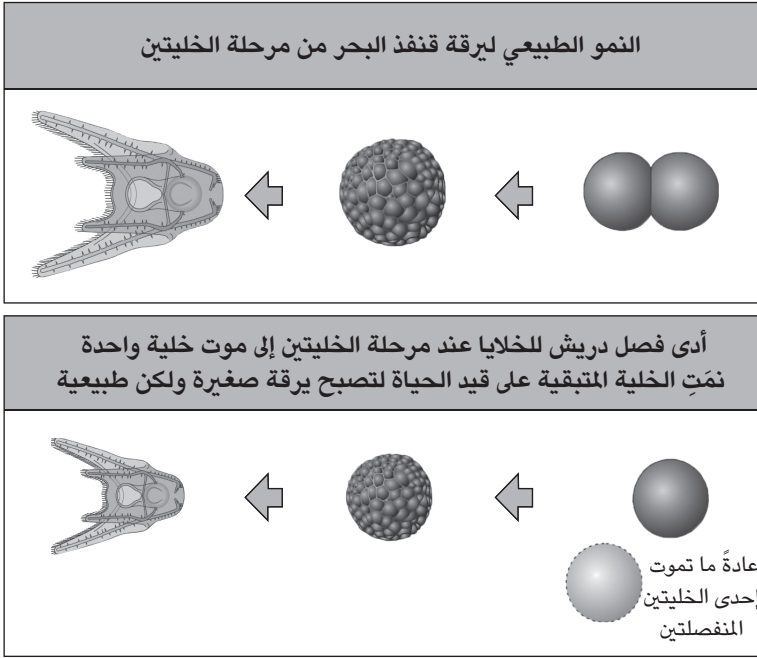 النمو الطبيعي ليرقة قنفذ البحر من مرحلة الخليتين
أدى فصل دريش للخلايا عند مرحلة الخليتين إلى موت خلية واحدة
نمَتِ الخلية المتبقية على قيد الحياة لتصبح يرقة صغيرة ولكن طبيعية
عادةً ما تموت
إحدى الخليتين
المنفصلتين